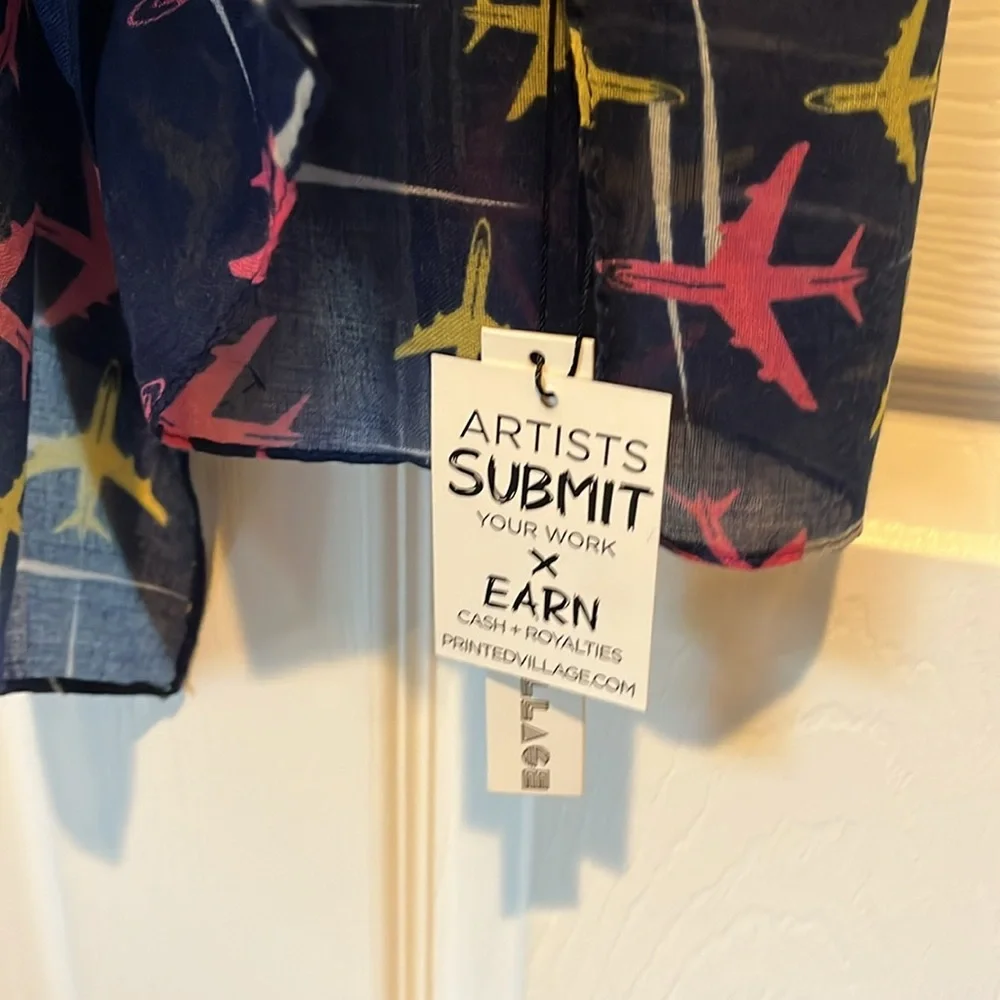 ARTISTS
SUBMIT
YOUR WORK
x
EARN
CASH + ROYALTIES
PRINTEDVILLAGE.COM